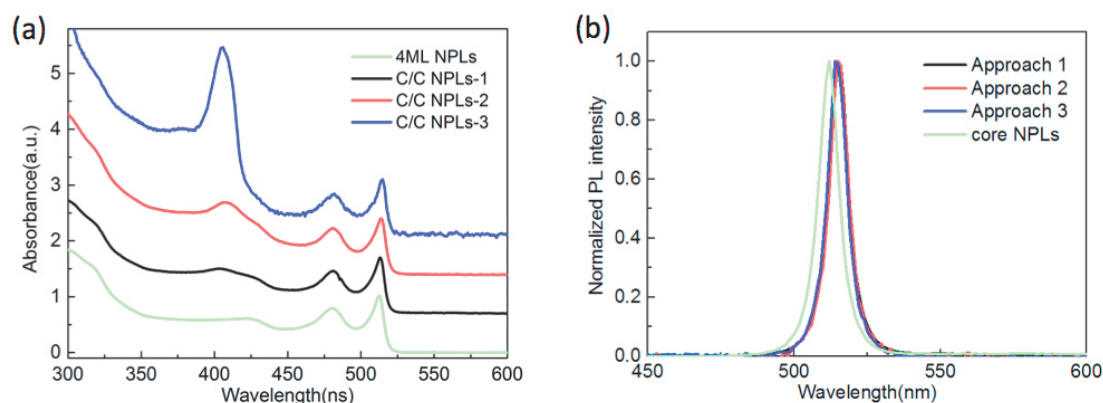 (a)
4ML NPLs
C/C NPLs-1
C/C NPLs-2
C/C NPLs-3
Absorbance(a.u.)
5
4
3
2
1
0
300 350 400 450 500 550 600
Wavelength(ns)
(b)
Approach 1
Approach 2
Approach 3
core NPLs
Normalized PL intensity
1.0
0.8
0.6
0.4
0.2
0.0
450 500 550 600
Wavelength(nm)